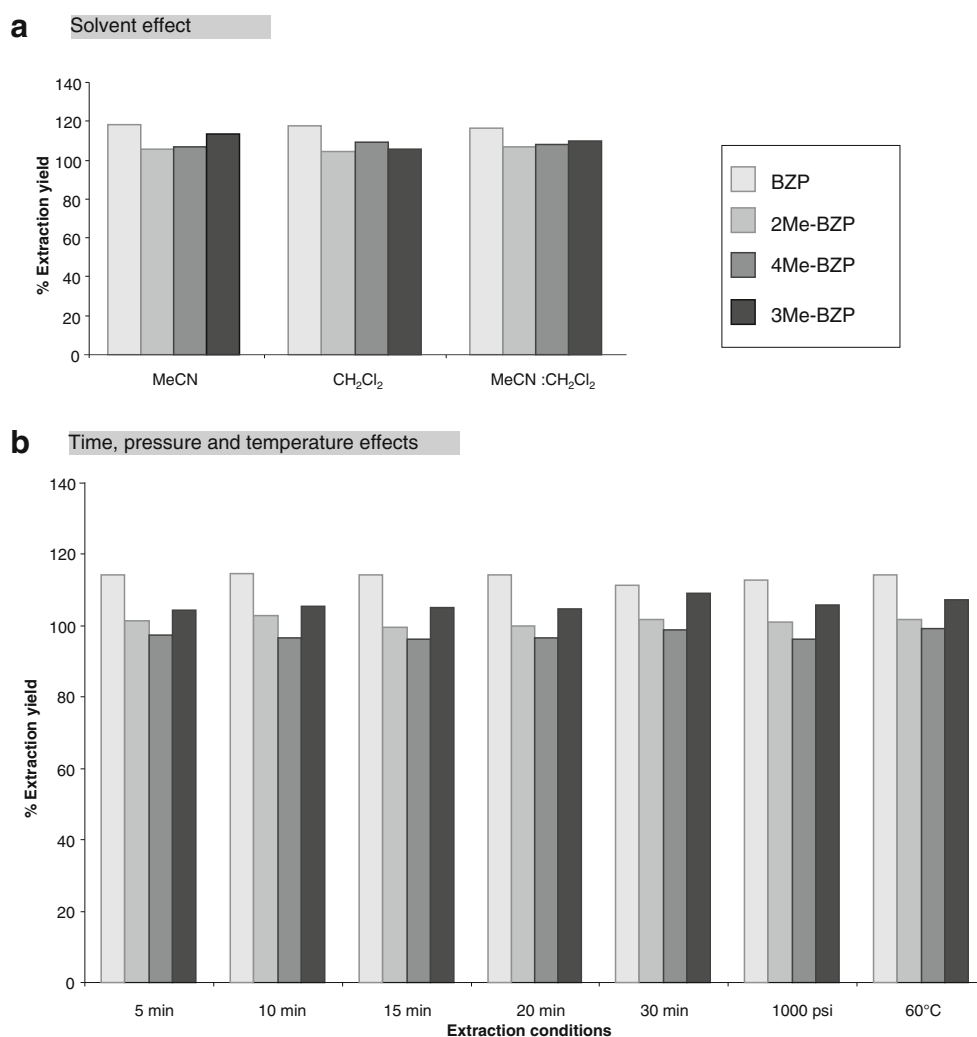 a Solvent effect
140
120
100
80
60
40
20
0
% Extraction yield
MeCN CH₂Cl₂ MeCN :CH₂Cl₂
BZP
2Me-BZP
4Me-BZP
3Me-BZP
b Time, pressure and temperature effects
140
120
100
80
60
40
20
0
% Extraction yield
5 min 10 min 15 min 20 min 30 min 1000 psi 60°C
Extraction conditions